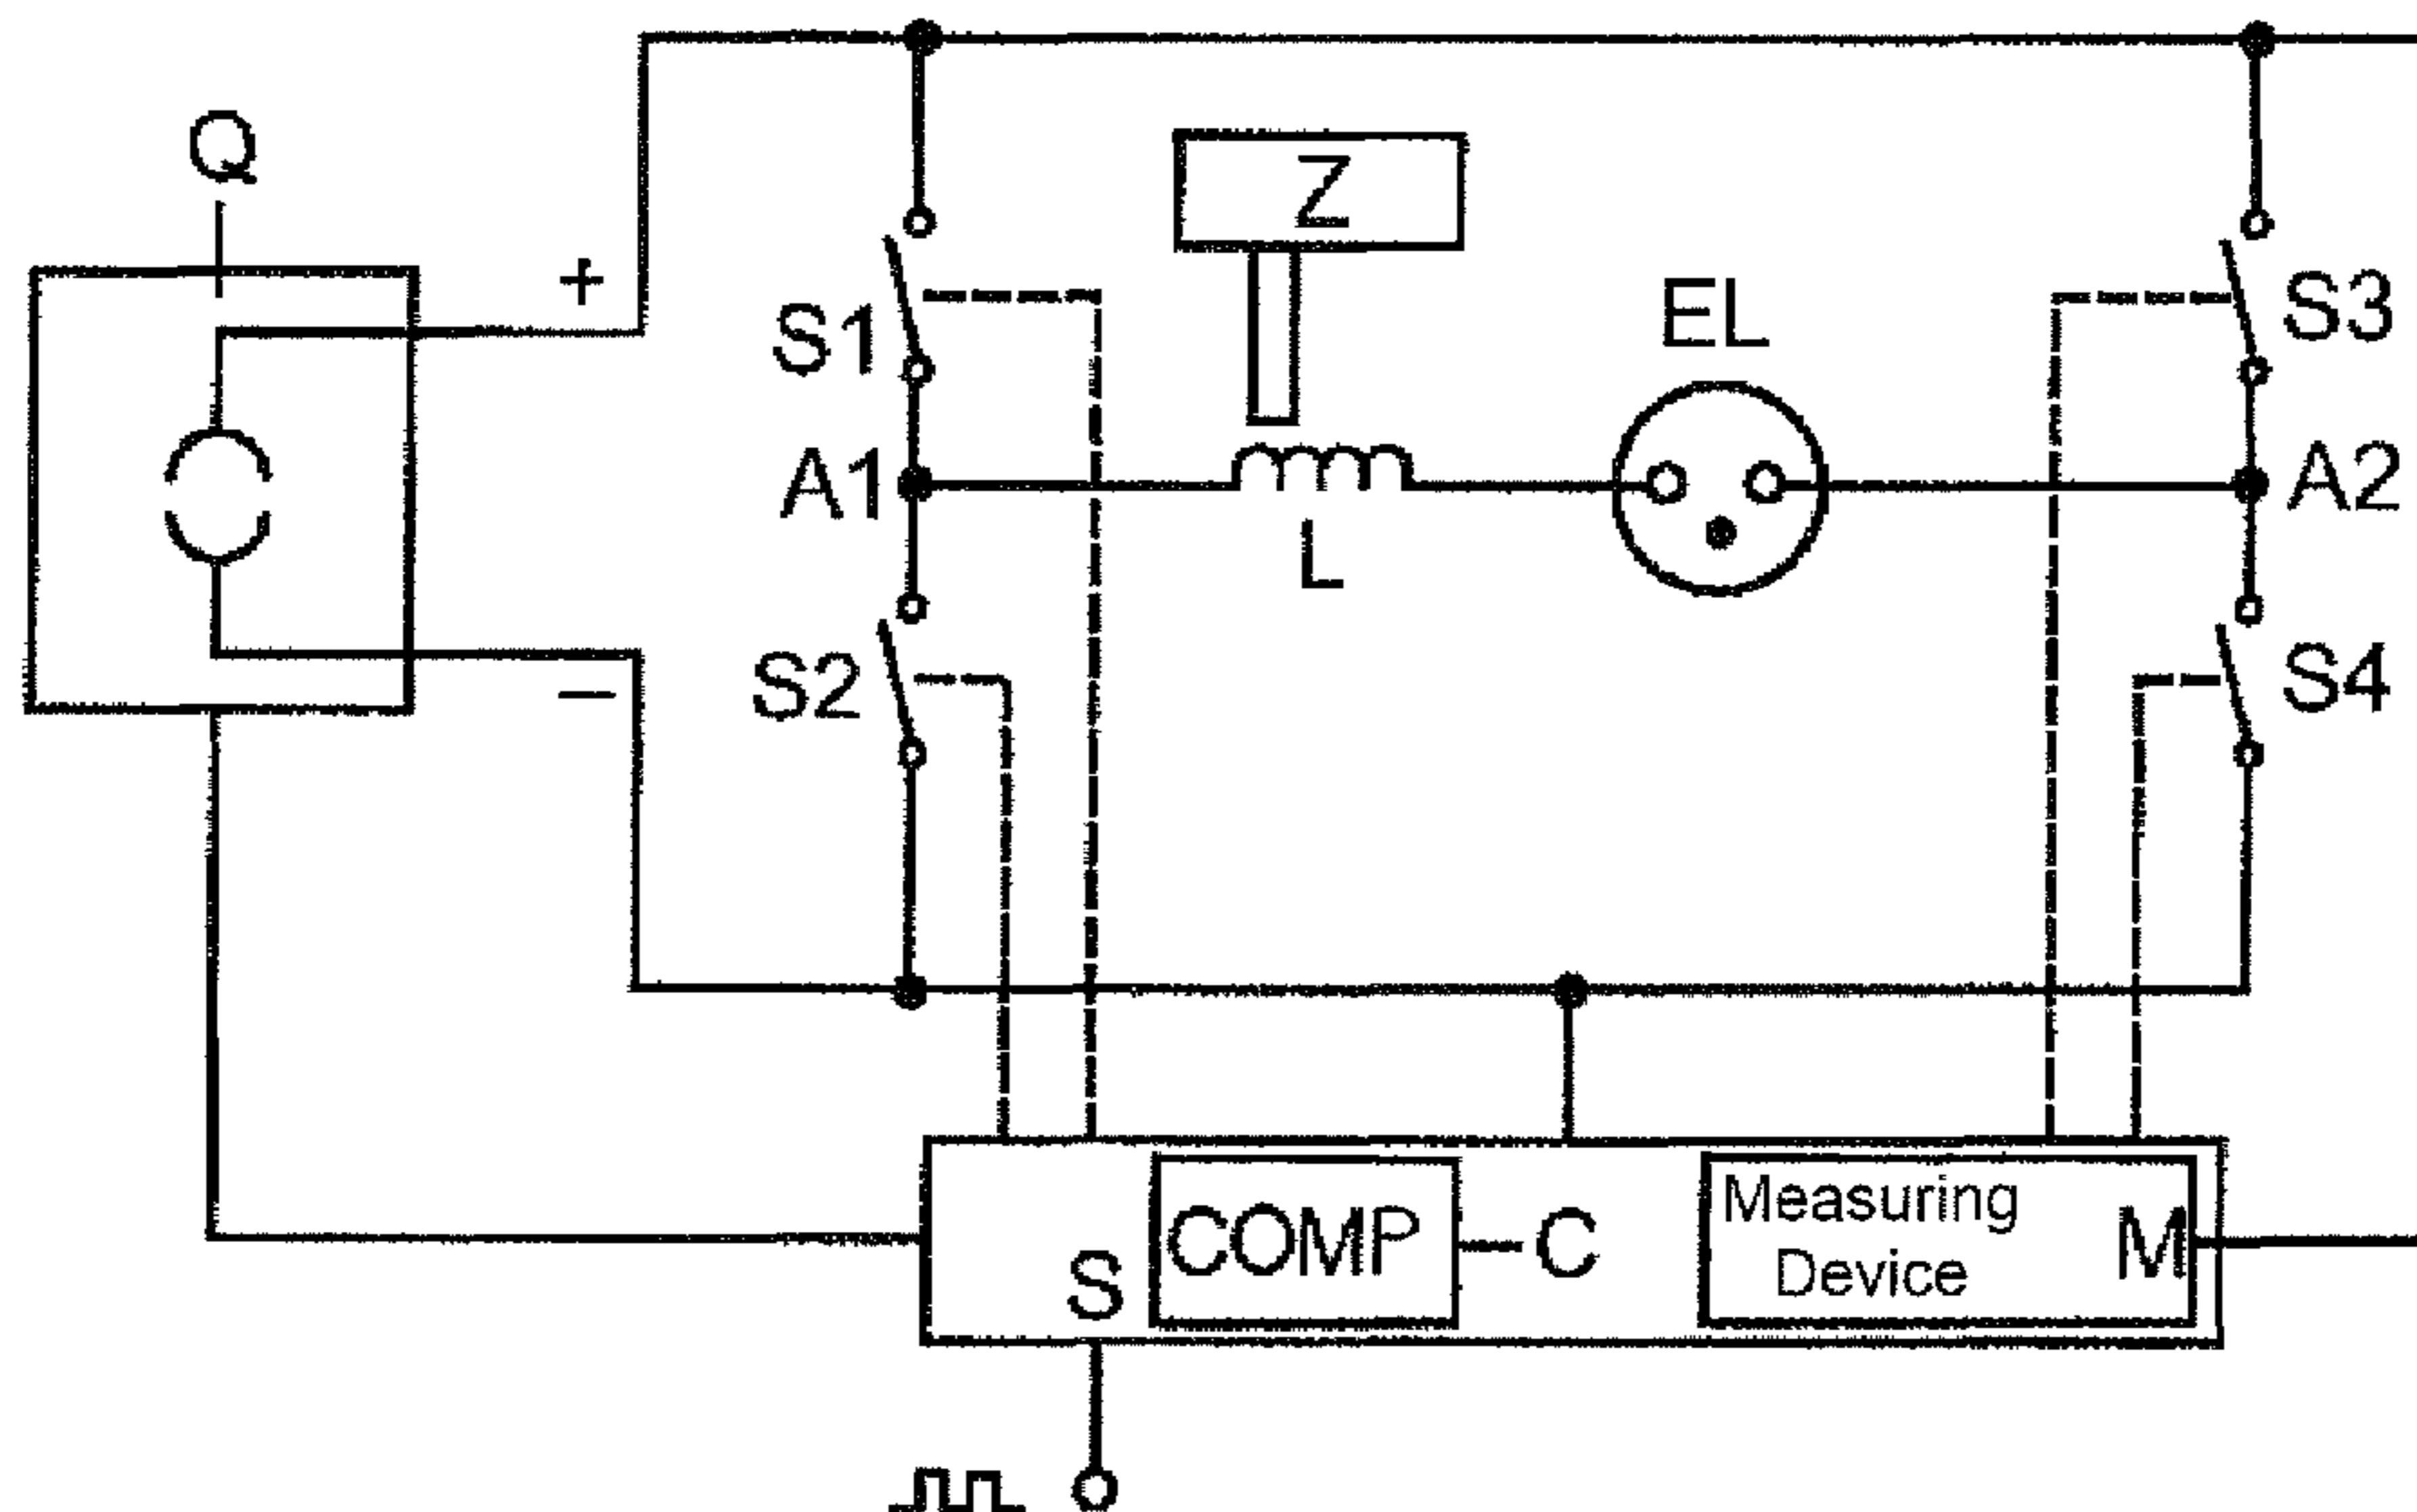 Q
+
Z
EL
S1
S3
A1
A2
L
S2
S4
−
S
COMP
C
Measuring
Device
M